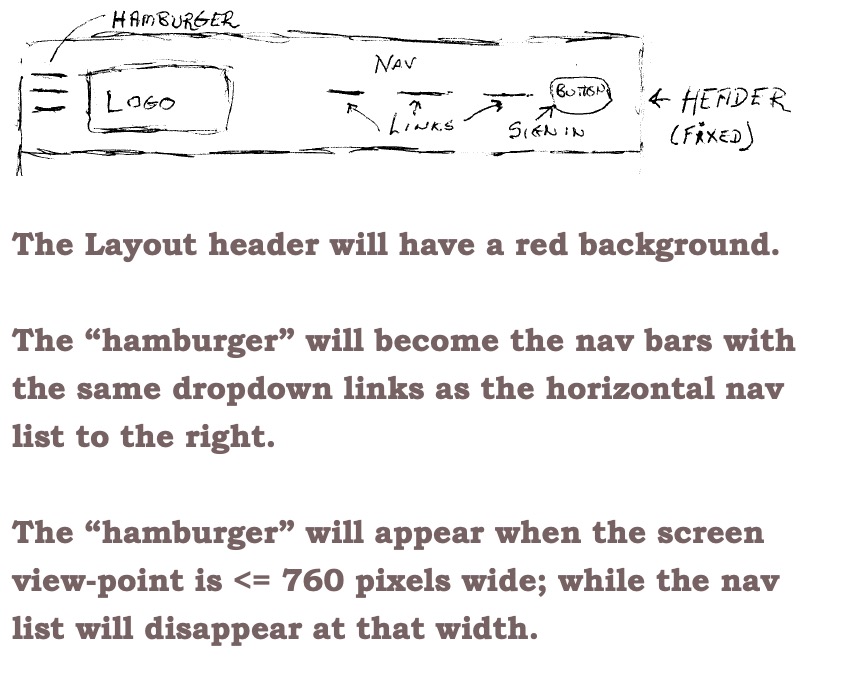 HAMBURGER
NAV
LOGO
BUTTON
LINKS
SIGN IN
← HEADER
(FIXED)
The Layout header will have a red background.
The “hamburger” will become the nav bars with
the same dropdown links as the horizontal nav
list to the right.
The “hamburger” will appear when the screen
view-point is <= 760 pixels wide; while the nav
list will disappear at that width.